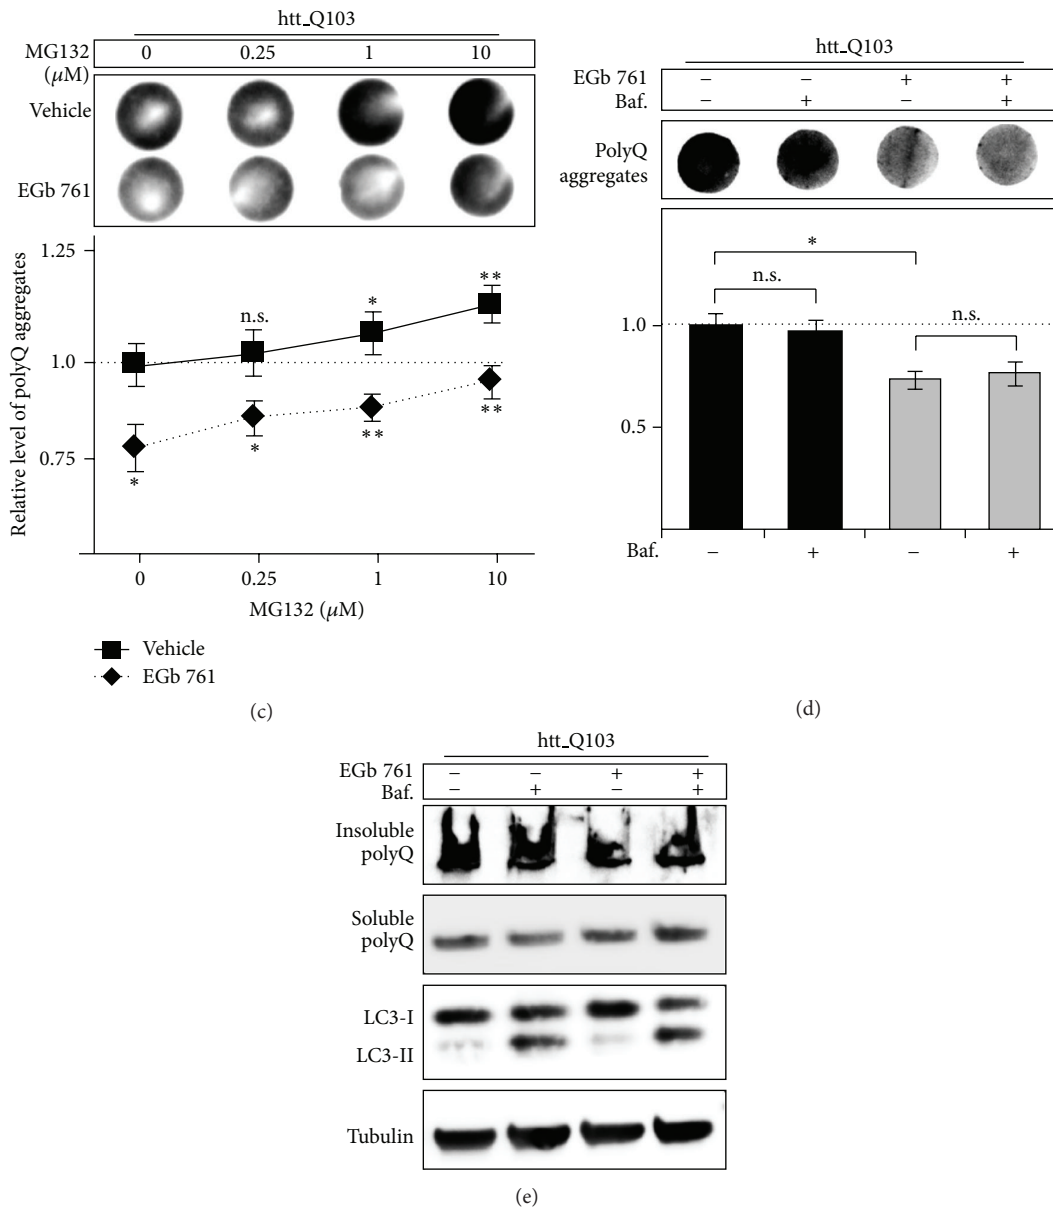 htt_Q103
MG132 (μM) 0 0.25 1 10
Vehicle
EGb 761
Relative level of polyQ aggregates
1.25
1.0
0.75
n.s. * **
* * ** **
0 0.25 1 10
MG132 (μM)
Vehicle
EGb 761
(c)
htt_Q103
EGb 761 − − + +
Baf. − + − +
PolyQ
aggregates
*
n.s.
n.s.
1.0
0.5
Baf. − + − +
(d)
htt_Q103
EGb 761 − − + +
Baf. − + − +
Insoluble
polyQ
Soluble
polyQ
LC3-I
LC3-II
Tubulin
(e)